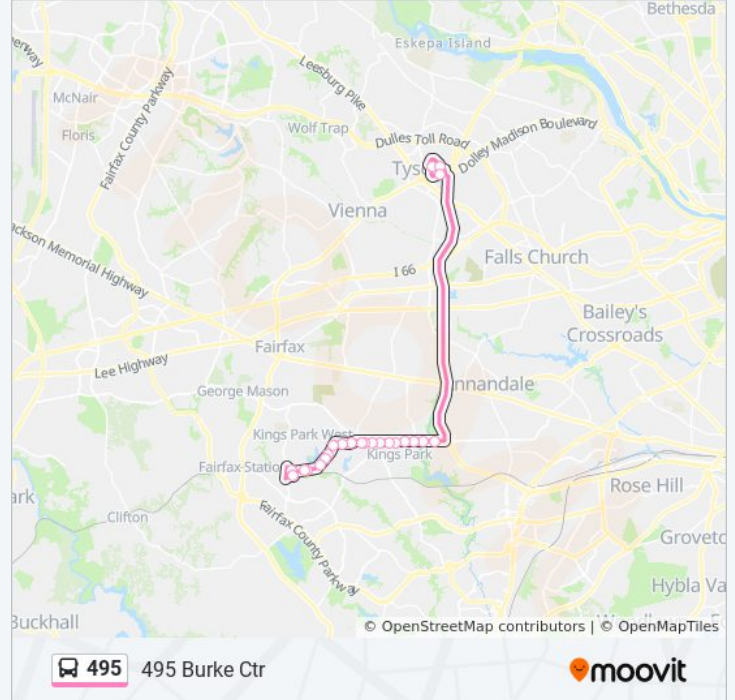 Bethesda
Eskepa Island
erway
Leesburg Pike
McNair
Fairfax County Parkway
Floris
Wolf Trap
Dulles Toll Road
Dolley Madison Boulevard
Tyso
Vienna
ackson Memorial Highway
Falls Church
I 66
Bailey's
Crossroads
Fairfax
Lee Highway
nnandale
George Mason
Kings Park West
Kings Park
Fairfax Statio
Rose Hill
ark
Clifton
Fairfax County Parkway
Groveto
Hybla Va
Buckhall
© OpenStreetMap contributors | © OpenMapTiles
495 495 Burke Ctr
moovit